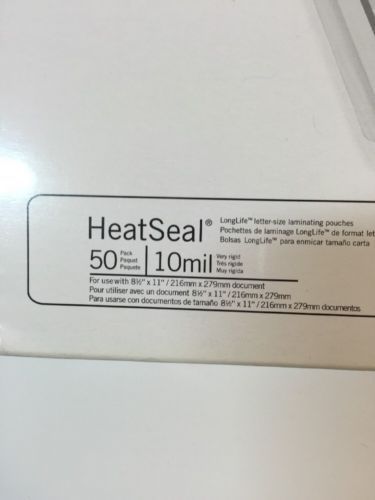 HeatSeal®
LongLife™ letter-size laminating pouches
Pochettes de laminage LongLife™ de format
Bolsas LongLife™ para enmicar tamaño carta
50 Pack
Paquet
Paquete
10mil Very rigid
Très rigide
Muy rigida
For use with 8½" x 11" / 216mm x 279mm document
Pour utiliser avec un document 8½" x 11" / 216mm x 279mm
Para usarse con documentos de tamaño 8½" x 11" / 216mm x 279mm documentos